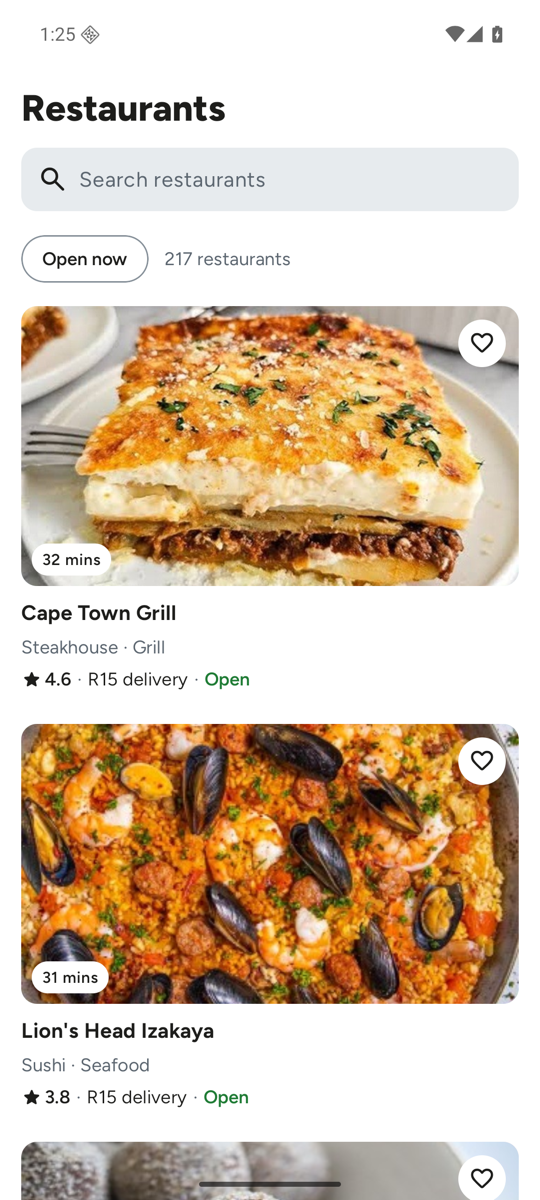 1:25
Restaurants
Search restaurants
Open now 217 restaurants
32 mins
Cape Town Grill
Steakhouse · Grill
★ 4.6 · R15 delivery · Open
31 mins
Lion's Head Izakaya
Sushi · Seafood
★ 3.8 · R15 delivery · Open